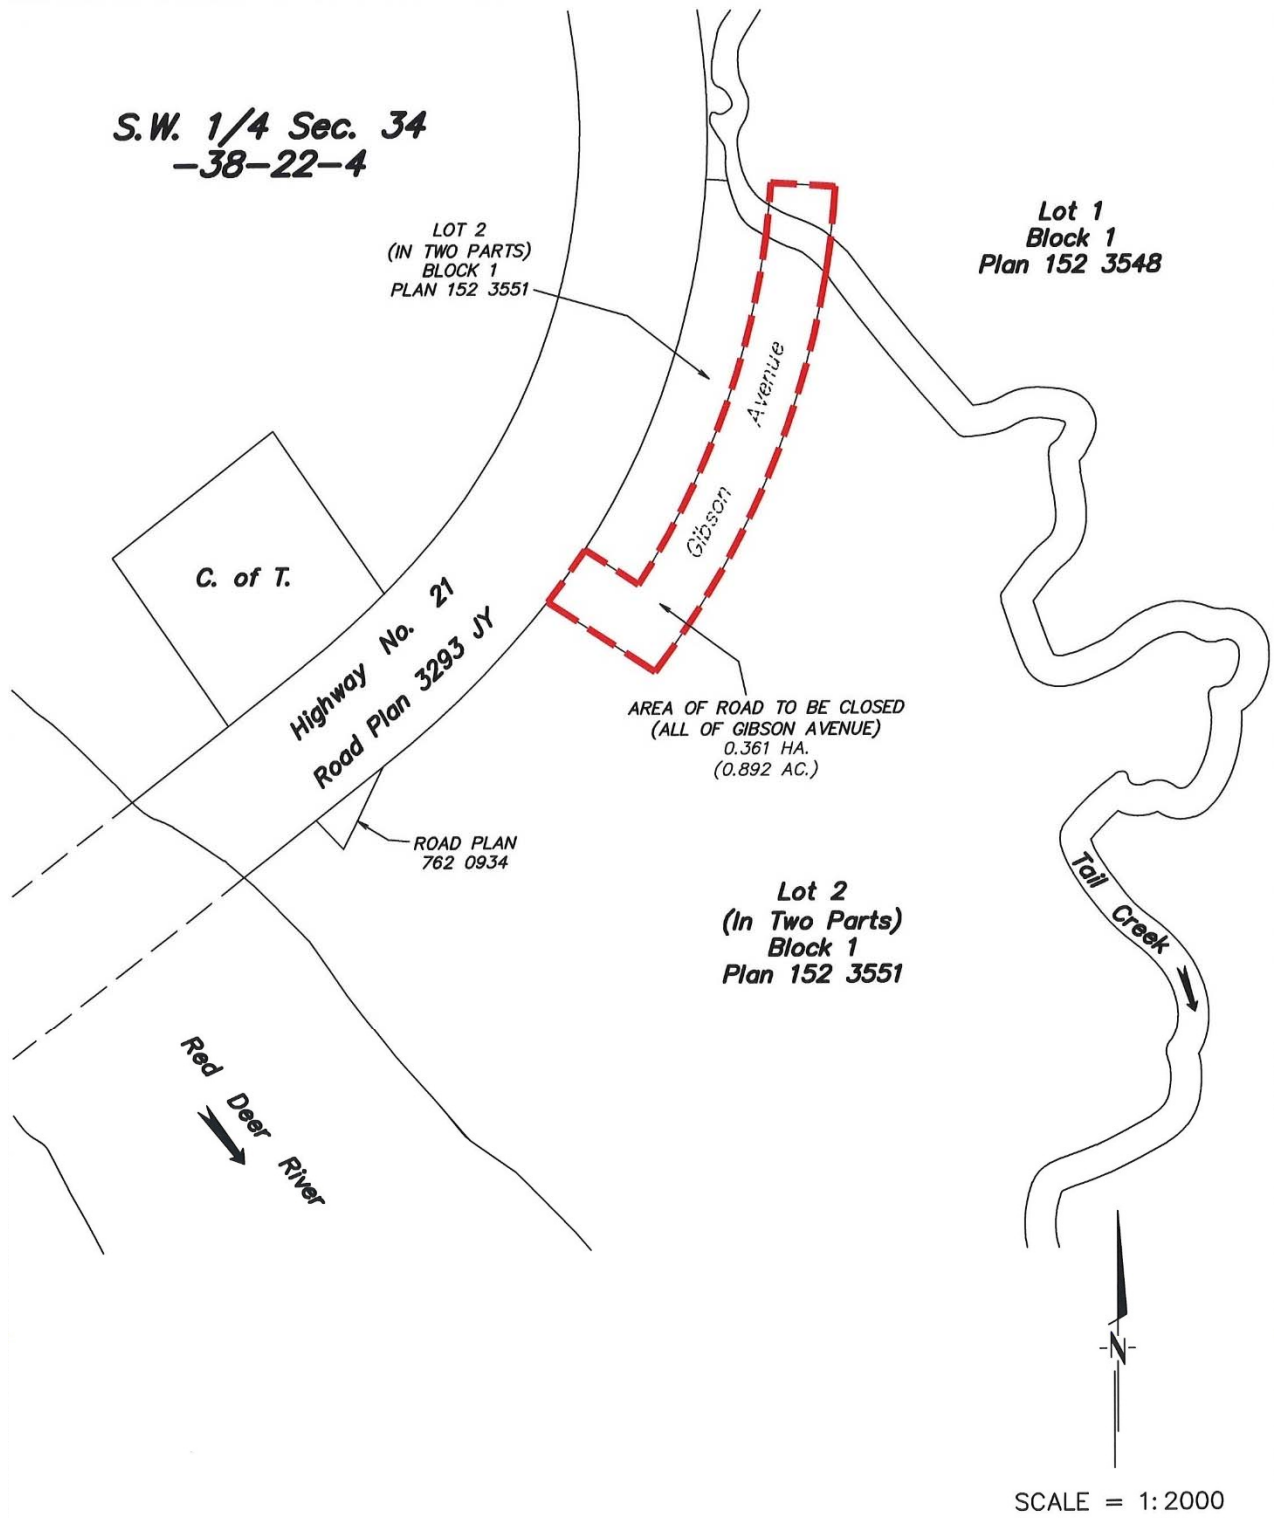 S.W. 1/4 Sec. 34
-38-22-4
LOT 2
(IN TWO PARTS)
BLOCK 1
PLAN 152 3551
Lot 1
Block 1
Plan 152 3548
Gibson Avenue
C. of T.
Highway No. 21
Road Plan 3293 JY
AREA OF ROAD TO BE CLOSED
(ALL OF GIBSON AVENUE)
0.361 HA.
(0.892 AC.)
ROAD PLAN
762 0934
Lot 2
(In Two Parts)
Block 1
Plan 152 3551
Tail Creek
Red Deer River
N
SCALE = 1:2000